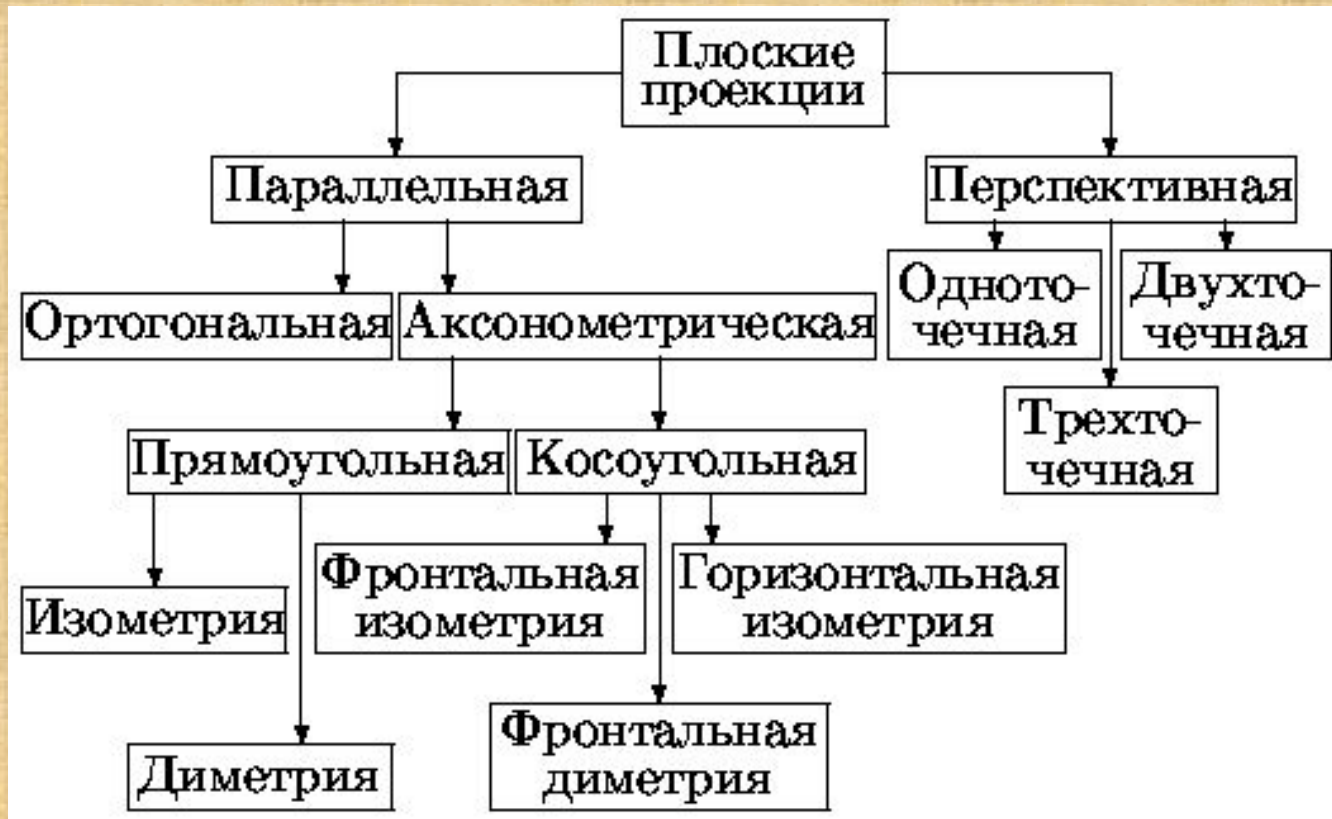 Плоские
проекции
Параллельная
Перспективная
Ортогональная
Аксонометрическая
Одното-
чечная
Двухто-
чечная
Трехто-
чечная
Прямоугольная
Косоугольная
Изометрия
Фронтальная
изометрия
Горизонтальная
изометрия
Диметрия
Фронтальная
диметрия